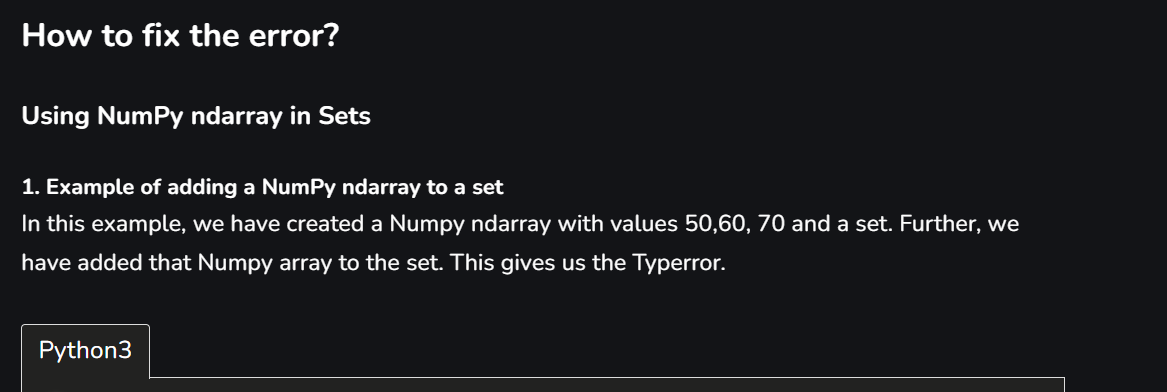 How to fix the error?
Using NumPy ndarray in Sets
1. Example of adding a NumPy ndarray to a set
In this example, we have created a Numpy ndarray with values 50,60, 70 and a set. Further, we
have added that Numpy array to the set. This gives us the Typerror.
Python3